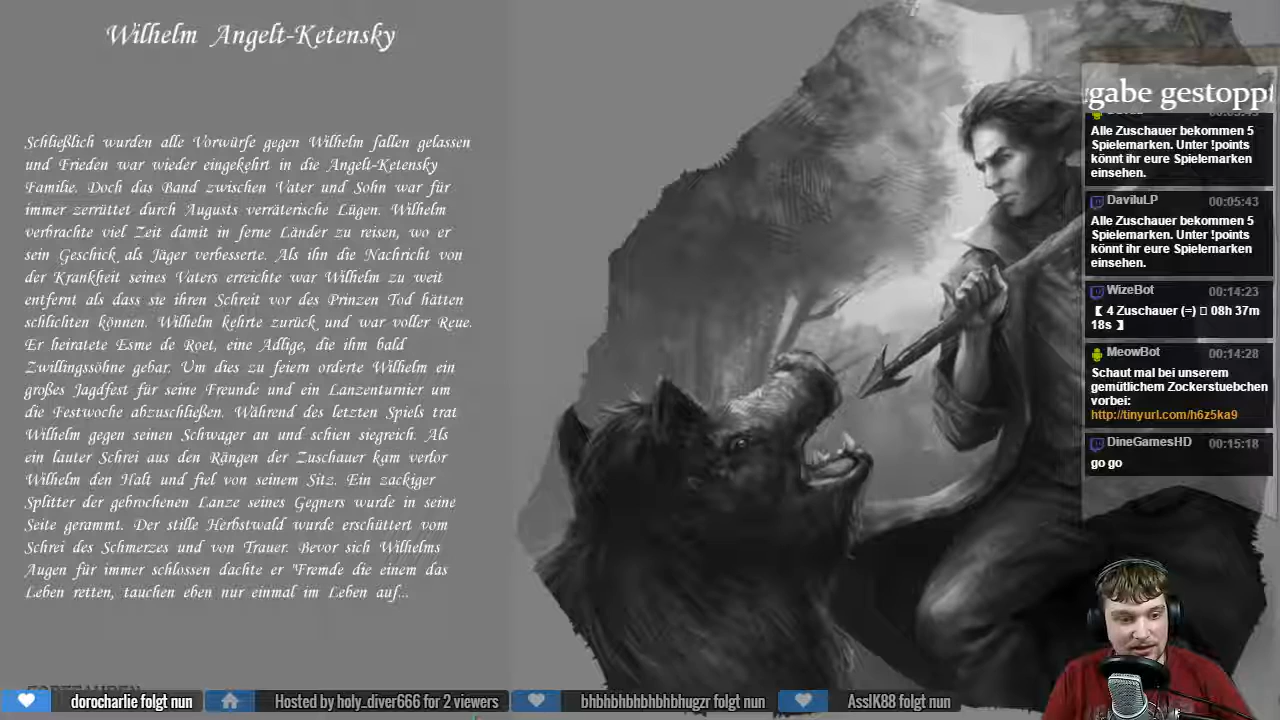 Wilhelm Angelt-Ketensky
Schließlich wurden alle Vorwürfe gegen Wilhelm fallen gelassen
und Frieden war wieder eingekehrt in die Angelt-Ketensky
Familie. Doch das Band zwischen Vater und Sohn war für
immer zerrüttet durch Augusts verräterische Lügen. Wilhelm
verbrachte viel Zeit damit in ferne Länder zu reisen, wo er
sein Geschick als Jäger verbesserte. Als ihn die Nachricht von
der Krankheit seines Vaters erreichte war Wilhelm zu weit
entfernt als dass sie ihren Schreit vor des Prinzen Tod hätten
schlichten können. Wilhelm kehrte zurück und war voller Reue.
Er heiratete Esme de Roet, eine Adlige, die ihm bald
Zwillingssöhne gebar. Um dies zu feiern orderte Wilhelm ein
großes Jagdfest für seine Freunde und ein Lanzenturnier um
die Festwoche abzuschließen. Während des letzten Spiels trat
Wilhelm gegen seinen Schwager an und schien siegreich. Als
ein lauter Schrei aus den Rängen der Zuschauer kam verlor
Wilhelm den Halt und fiel von seinem Sitz. Ein zackiger
Splitter der gebrochenen Lanze seines Gegners wurde in seine
Seite gerammt. Der stille Herbstwald wurde erschüttert vom
Schrei des Schmerzes und von Trauer. Bevor sich Wilhelms
Augen für immer schlossen dachte er "Fremde die einem das
Leben retten, tauchen eben nur einmal im Leben auf...
gabe gestoppt
Alle Zuschauer bekommen 5
Spielemarken. Unter !points
könnt ihr eure Spielemarken
einsehen.
DaviluLP 00:05:43
Alle Zuschauer bekommen 5
Spielemarken. Unter !points
könnt ihr eure Spielemarken
einsehen.
WizeBot 00:14:23
【 4 Zuschauer (=) 08h 37m
18s 】
MeowBot 00:14:28
Schaut mal bei unserem
gemütlichem Zockerstuebchen
vorbei:
http://tinyurl.com/h6z5ka9
DineGamesHD 00:15:18
go go
dorocharlie folgt nun
Hosted by holy_diver666 for 2 viewers
bhbhbhbhbhbhbhugzr folgt nun
AssIK88 folgt nun